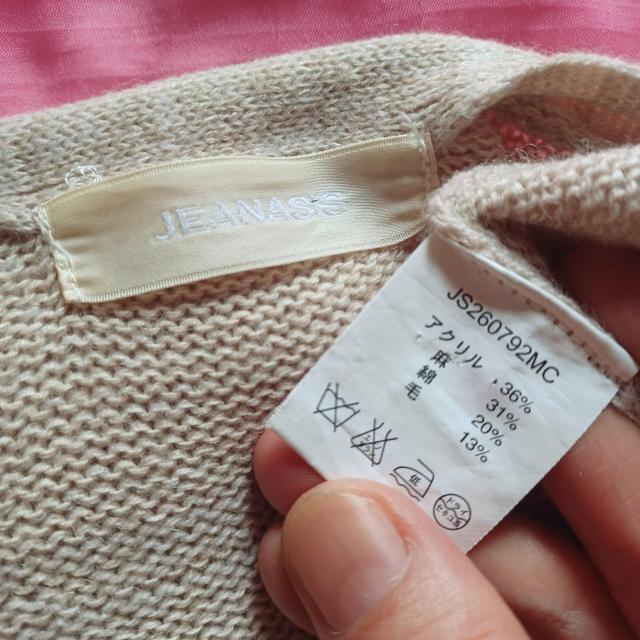 JEANASIS
JS260792MC
アクリル 36%
麻 31%
綿 20%
毛 13%
低
ドライ
セキユ系